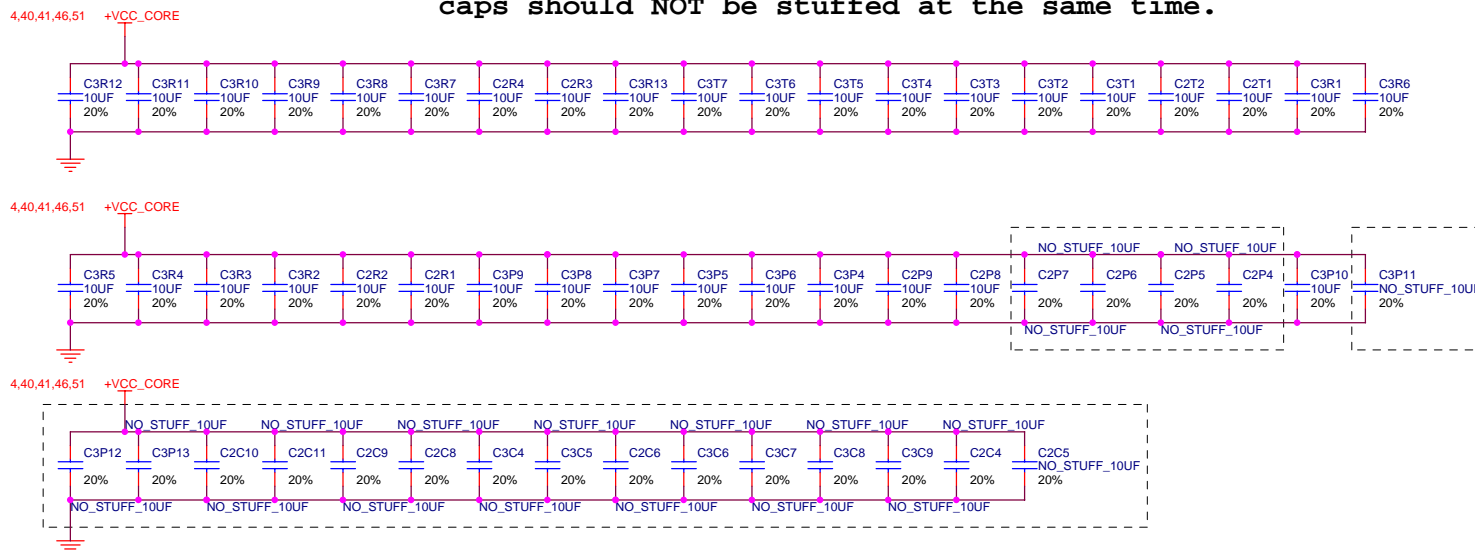 caps should NOT be stuffed at the same time.
4,40,41,46,51 +VCC_CORE
C3R12 C3R11 C3R10 C3R9 C3R8 C3R7 C2R4 C2R3 C3R13 C3T7 C3T6 C3T5 C3T4 C3T3 C3T2 C3T1 C2T2 C2T1 C3R1 C3R6
10UF 10UF 10UF 10UF 10UF 10UF 10UF 10UF 10UF 10UF 10UF 10UF 10UF 10UF 10UF 10UF 10UF 10UF 10UF 10UF
20% 20% 20% 20% 20% 20% 20% 20% 20% 20% 20% 20% 20% 20% 20% 20% 20% 20% 20% 20%
4,40,41,46,51 +VCC_CORE
NO_STUFF_10UF NO_STUFF_10UF
C3R5 C3R4 C3R3 C3R2 C2R2 C2R1 C3P9 C3P8 C3P7 C3P5 C3P6 C3P4 C2P9 C2P8 C2P7 C2P6 C2P5 C2P4 C3P10 C3P11
10UF 10UF 10UF 10UF 10UF 10UF 10UF 10UF 10UF 10UF 10UF 10UF 10UF 10UF 10UF NO_STUFF_10UF
20% 20% 20% 20% 20% 20% 20% 20% 20% 20% 20% 20% 20% 20% 20% 20% 20% 20% 20% 20%
NO_STUFF_10UF NO_STUFF_10UF
4,40,41,46,51 +VCC_CORE
NO_STUFF_10UF NO_STUFF_10UF NO_STUFF_10UF NO_STUFF_10UF NO_STUFF_10UF NO_STUFF_10UF NO_STUFF_10UF
C3P12 C3P13 C2C10 C2C11 C2C9 C2C8 C3C4 C3C5 C2C6 C3C6 C3C7 C3C8 C3C9 C2C4 C2C5
NO_STUFF_10UF
20% 20% 20% 20% 20% 20% 20% 20% 20% 20% 20% 20% 20% 20% 20%
NO_STUFF_10UF NO_STUFF_10UF NO_STUFF_10UF NO_STUFF_10UF NO_STUFF_10UF NO_STUFF_10UF NO_STUFF_10UF